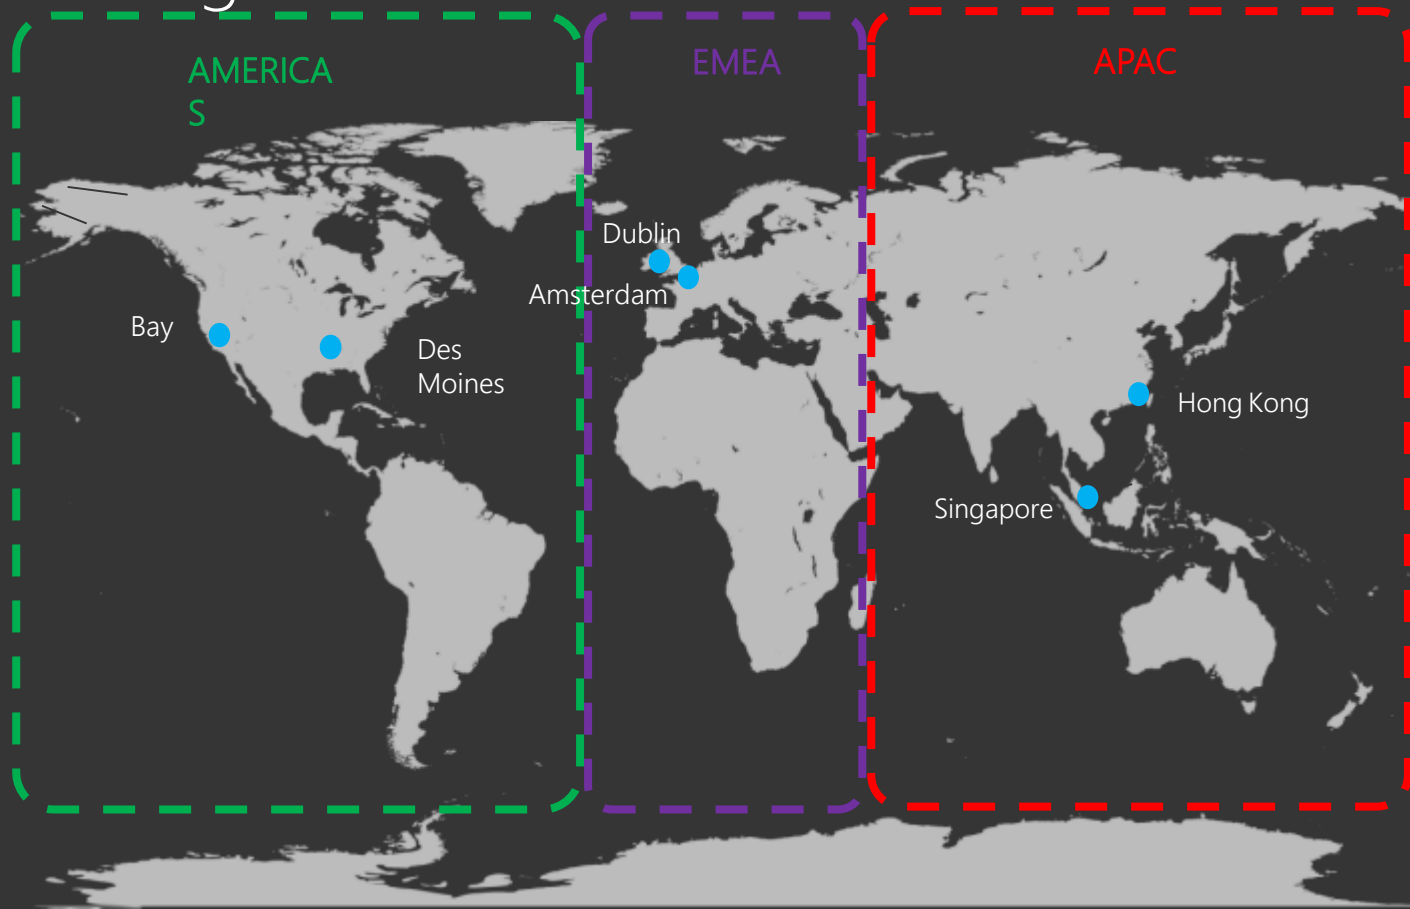 AMERICA
S
EMEA
APAC
Dublin
Amsterdam
Bay
Des
Moines
Hong Kong
Singapore